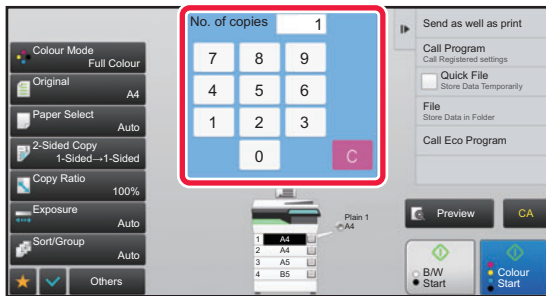 No. of copies 1
7 8 9
4 5 6
1 2 3
0 C
Colour Mode
Full Colour
Original
A4
Paper Select
Auto
2-Sided Copy
1-Sided→1-Sided
Copy Ratio
100%
Exposure
Auto
Sort/Group
Auto
Others
Plain 1
A4
1 A4
2 A4
3 A5
4 B5
Send as well as print
Call Program
Call Registered settings
Quick File
Store Data Temporarily
File
Store Data in Folder
Call Eco Program
Preview
CA
B/W
Start
Colour
Start